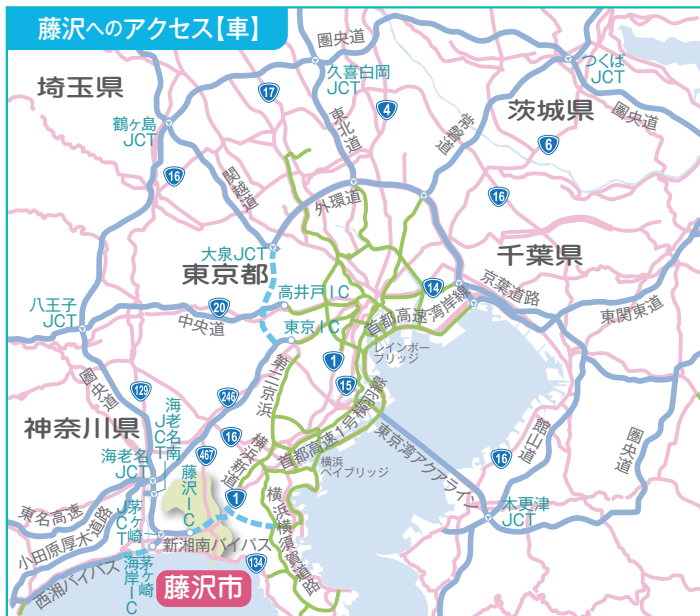 藤沢へのアクセス【車】
圏央道
久喜白岡
JCT
つくば
JCT
埼玉県
17
4
茨城県
圏央道
鶴ヶ島
JCT
東北道
常磐道
6
16
関越道
外環道
16
大泉JCT
東京都
千葉県
高井戸IC
14
京葉道路
八王子
JCT
20
中央道
東京IC
首都高速湾岸線
東関東道
レインボー
ブリッジ
第三京浜
1
15
圏央道
129
246
神奈川県
海老名南
JCT
16
467
横浜新道
首都高速1号横羽線
東京湾アクアライン
館山道
圏央道
海老名
JCT
横浜
ベイブリッジ
16
藤沢IC
1
木更津
JCT
東名高速
小田原厚木道路
茅ヶ崎
JCT
横浜横須賀道路
新湘南バイパス
西湘バイパス
茅ヶ崎
海岸IC
134
藤沢市